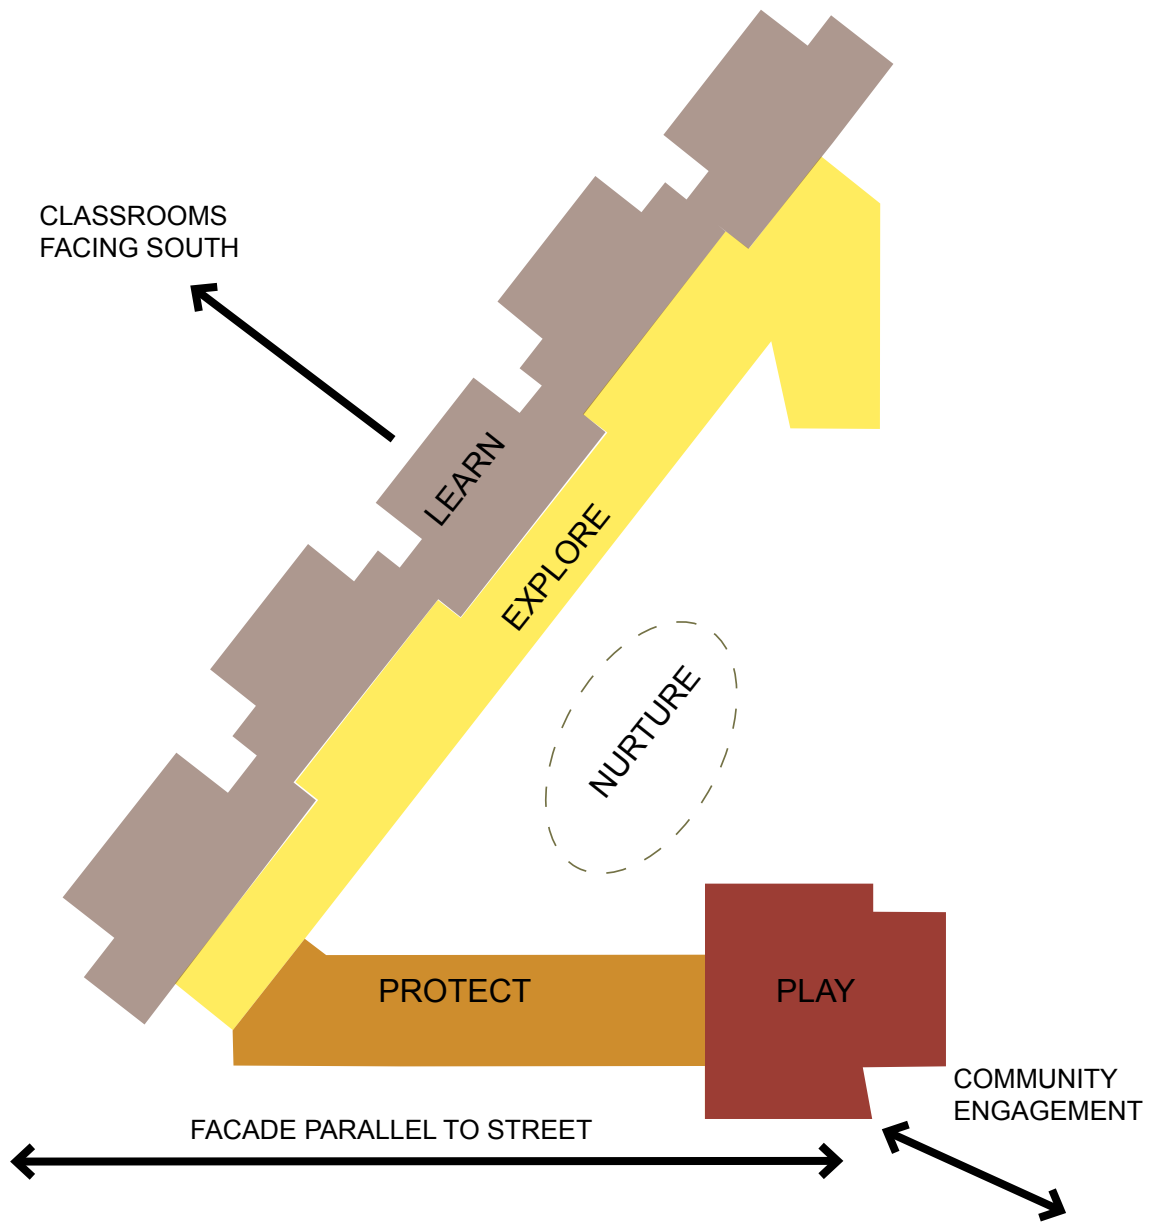 CLASSROOMS
FACING SOUTH
LEARN
EXPLORE
NURTURE
PROTECT
PLAY
COMMUNITY
ENGAGEMENT
FACADE PARALLEL TO STREET